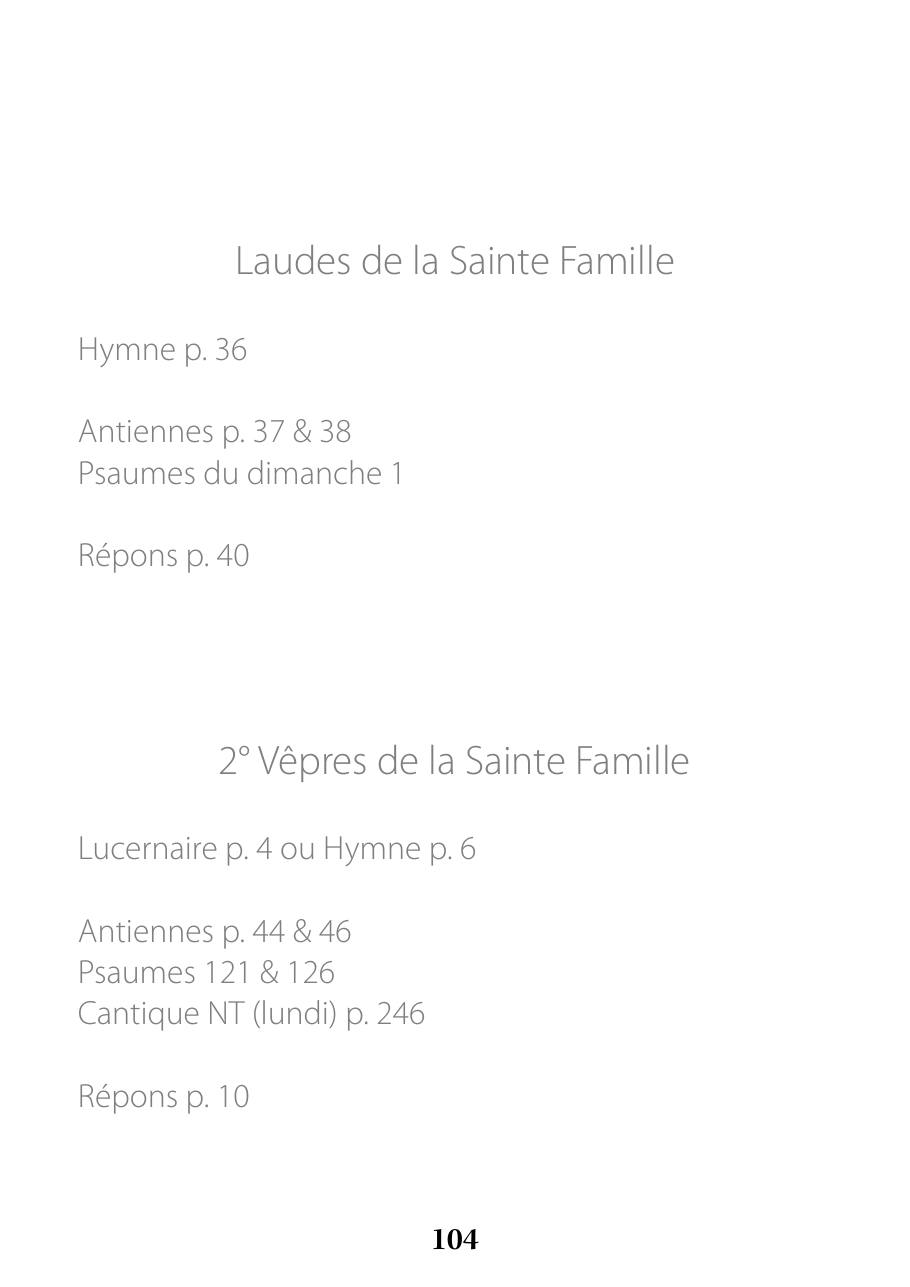 Laudes de la Sainte Famille
Hymne p. 36
Antiennes p. 37 & 38
Psaumes du dimanche 1
Répons p. 40
2° Vêpres de la Sainte Famille
Lucernaire p. 4 ou Hymne p. 6
Antiennes p. 44 & 46
Psaumes 121 & 126
Cantique NT (lundi) p. 246
Répons p. 10
104